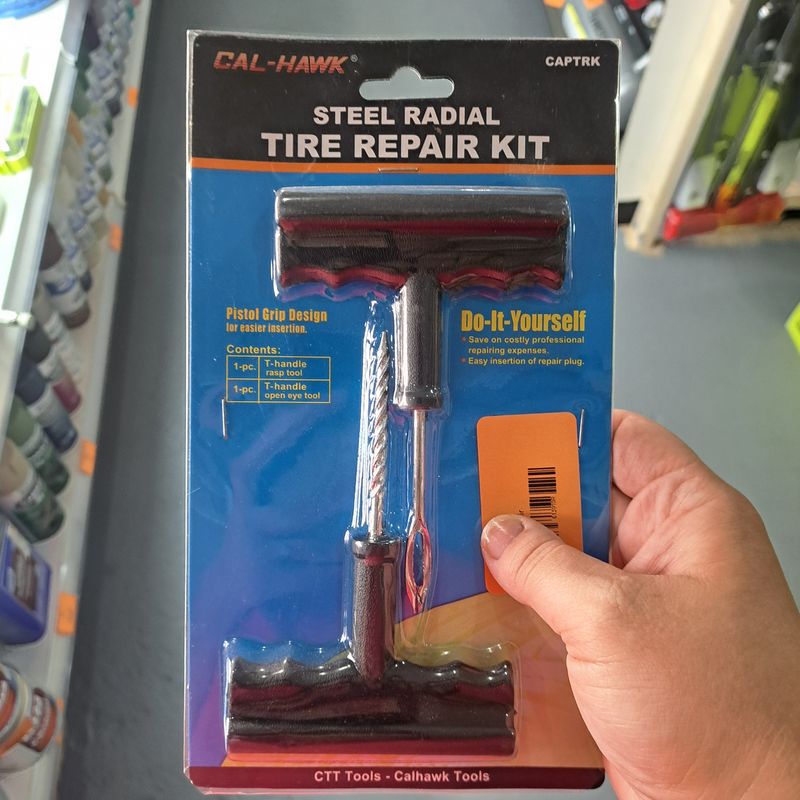 CAL-HAWK®
CAPTRK
STEEL RADIAL
TIRE REPAIR KIT
Pistol Grip Design
for easier insertion.
Contents:
1-pc. T-handle
rasp tool
1-pc. T-handle
open eye tool
Do-It-Yourself
• Save on costly professional
repairing expenses.
• Easy insertion of repair plug.
CTT Tools - Calhawk Tools